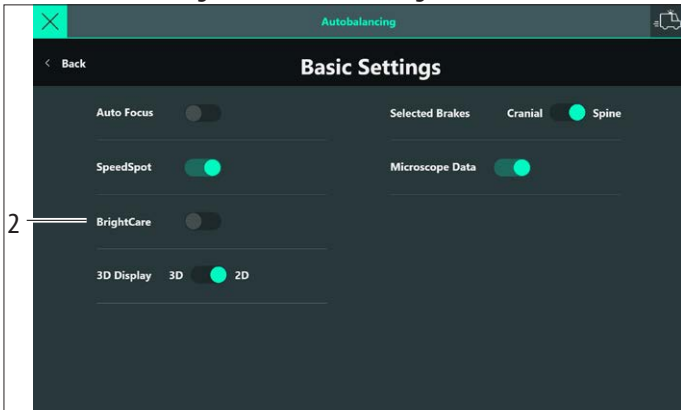 Autobalancing
< Back
Basic Settings
Auto Focus
Selected Brakes Cranial Spine
SpeedSpot
Microscope Data
2
BrightCare
3D Display 3D 2D